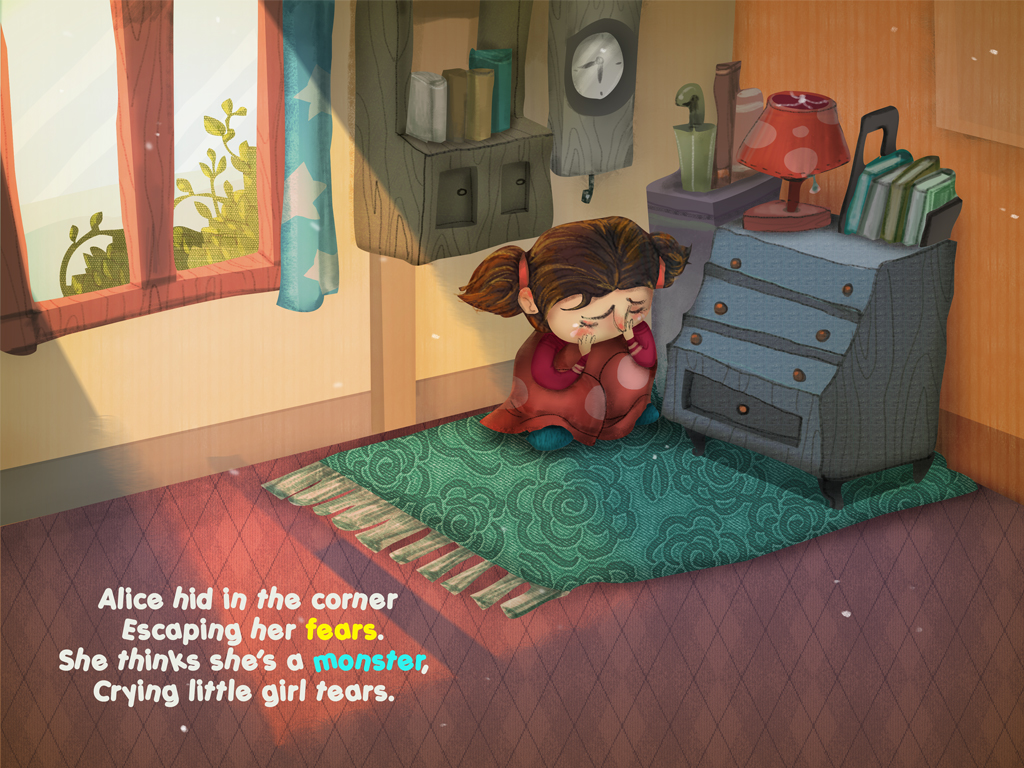 Alice hid in the corner
Escaping her fears.
She thinks she's a monster,
Crying little girl tears.